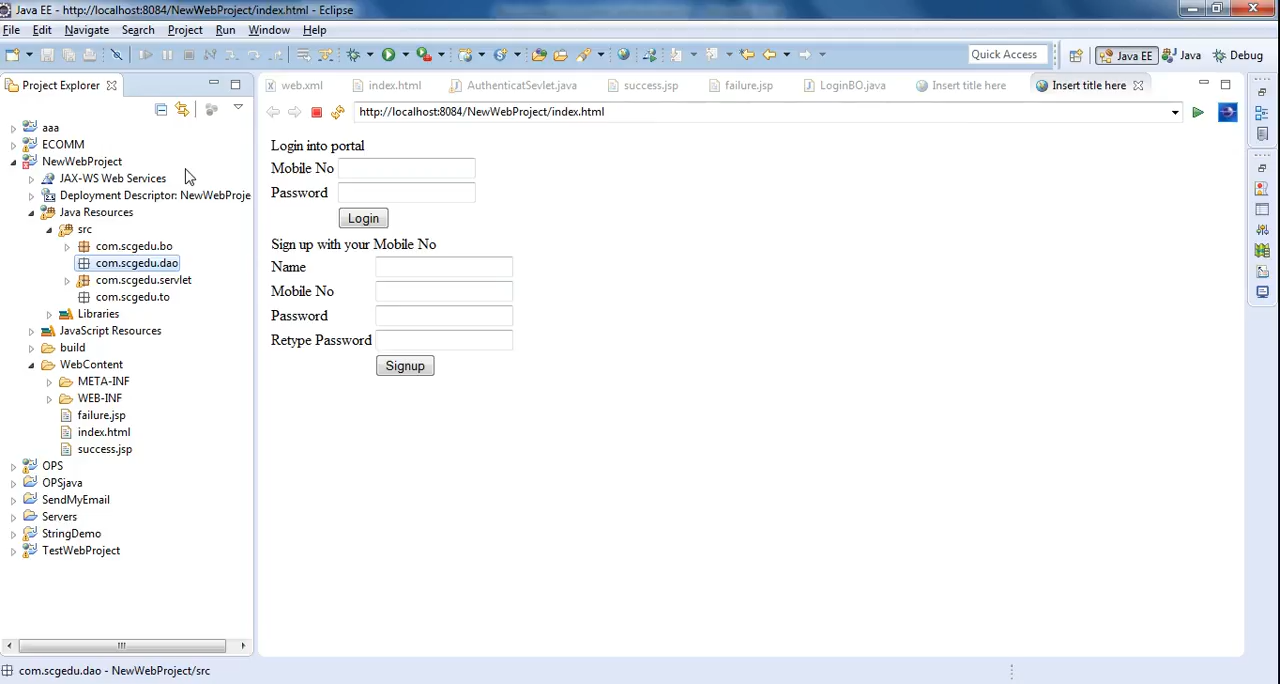 Java EE - http://localhost:8084/NewWebProject/index.html - Eclipse
File Edit Navigate Search Project Run Window Help
Quick Access Java EE Java Debug
Project Explorer
web.xml index.html AuthenticatSevlet.java success.jsp failure.jsp LoginBO.java Insert title here Insert title here
http://localhost:8084/NewWebProject/index.html
aaa
ECOMM
NewWebProject
JAX-WS Web Services
Deployment Descriptor: NewWebProje
Java Resources
src
com.scgedu.bo
com.scgedu.dao
com.scgedu.servlet
com.scgedu.to
Libraries
JavaScript Resources
build
WebContent
META-INF
WEB-INF
failure.jsp
index.html
success.jsp
OPS
OPSjava
SendMyEmail
Servers
StringDemo
TestWebProject
Login into portal
Mobile No
Password
Login
Sign up with your Mobile No
Name
Mobile No
Password
Retype Password
Signup
com.scgedu.dao - NewWebProject/src